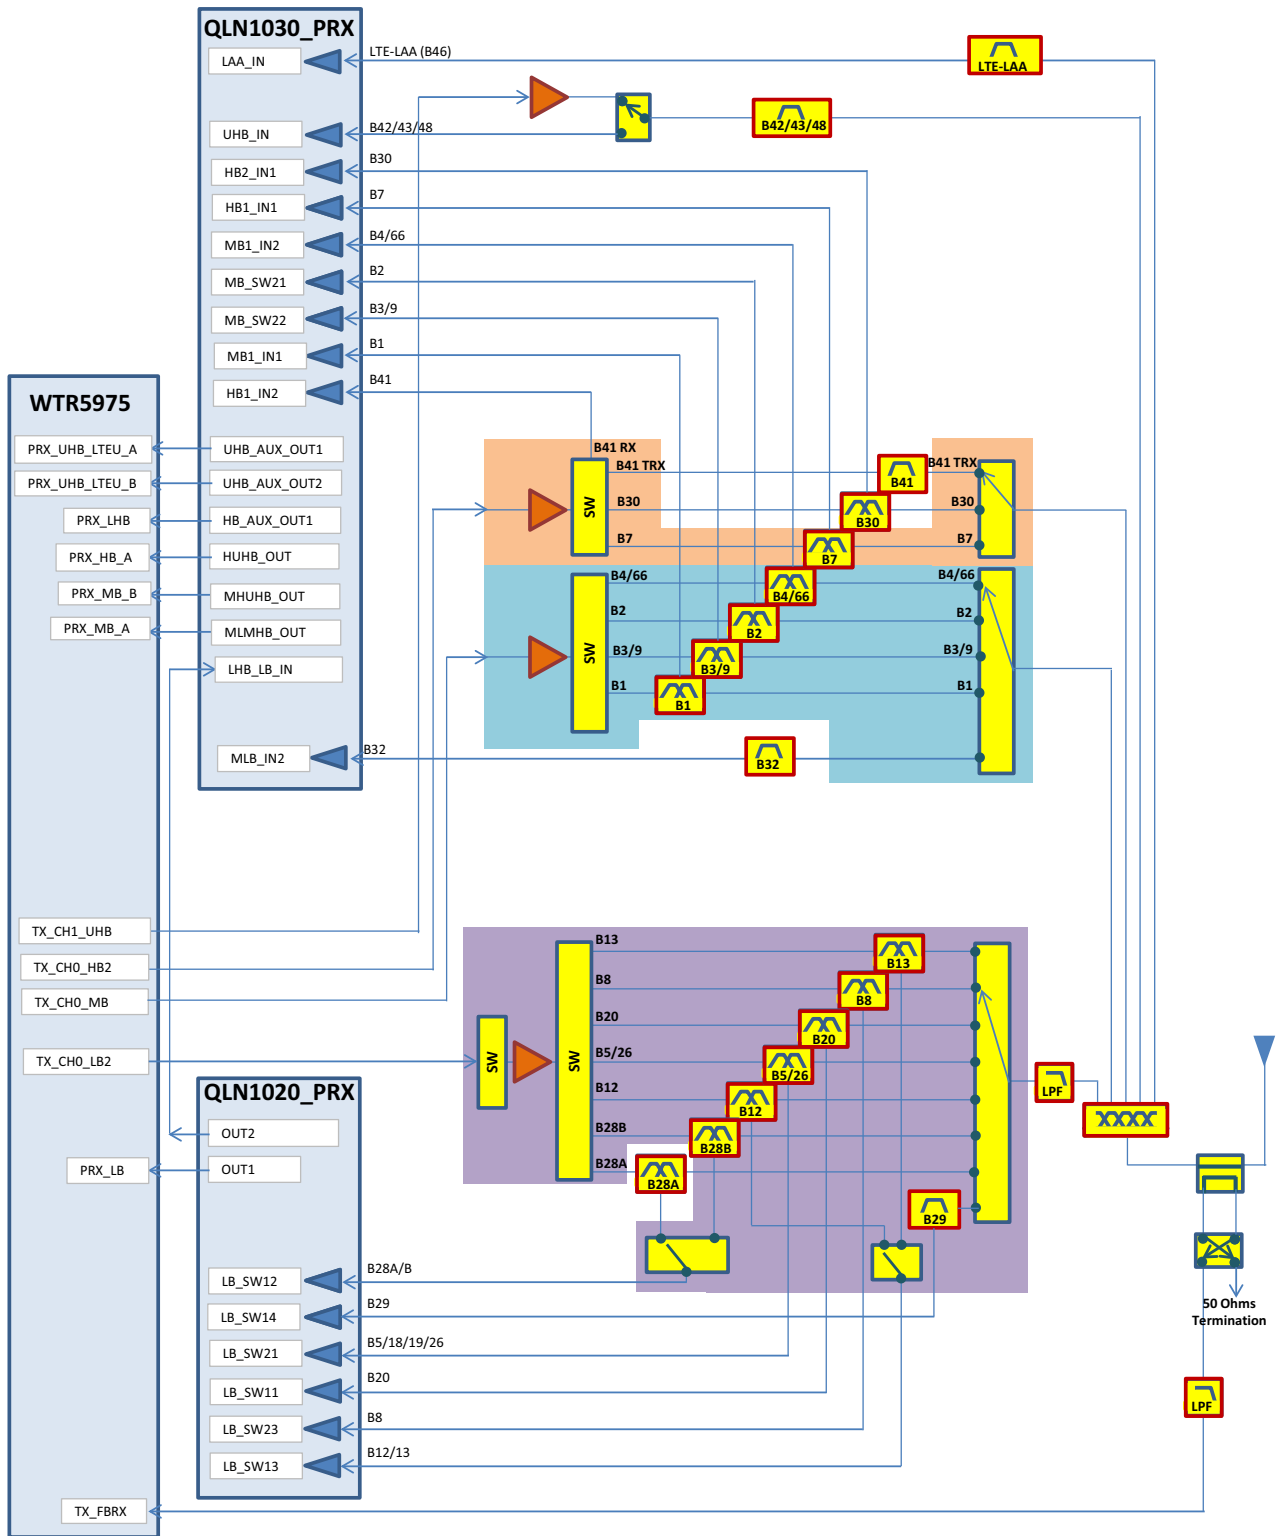 QLN1030_PRX
LAA_IN
LTE-LAA (B46)
LTE-LAA
UHB_IN
B42/43/48
B42/43/48
HB2_IN1
B30
HB1_IN1
B7
MB1_IN2
B4/66
MB_SW21
B2
MB_SW22
B3/9
MB1_IN1
B1
HB1_IN2
B41
WTR5975
PRX_UHB_LTEU_A
UHB_AUX_OUT1
PRX_UHB_LTEU_B
UHB_AUX_OUT2
PRX_LHB
HB_AUX_OUT1
PRX_HB_A
HUHB_OUT
PRX_MB_B
MHUHB_OUT
PRX_MB_A
MLMHB_OUT
LHB_LB_IN
MLB_IN2
B32
B32
B41 RX
B41 TRX
B41
B41 TRX
SW
B30
B30
B30
B7
B7
B7
B4/66
B4/66
B4/66
B2
B2
B2
SW
B3/9
B3/9
B3/9
B1
B1
B1
TX_CH1_UHB
TX_CH0_HB2
TX_CH0_MB
TX_CH0_LB2
B13
B13
B8
B8
B20
B20
SW
SW
B5/26
B5/26
B12
B12
B28B
B28B
B28A
B28A
B29
LPF
QLN1020_PRX
OUT2
PRX_LB
OUT1
LB_SW12
B28A/B
LB_SW14
B29
LB_SW21
B5/18/19/26
LB_SW11
B20
LB_SW23
B8
LB_SW13
B12/13
50 Ohms
Termination
LPF
TX_FBRX